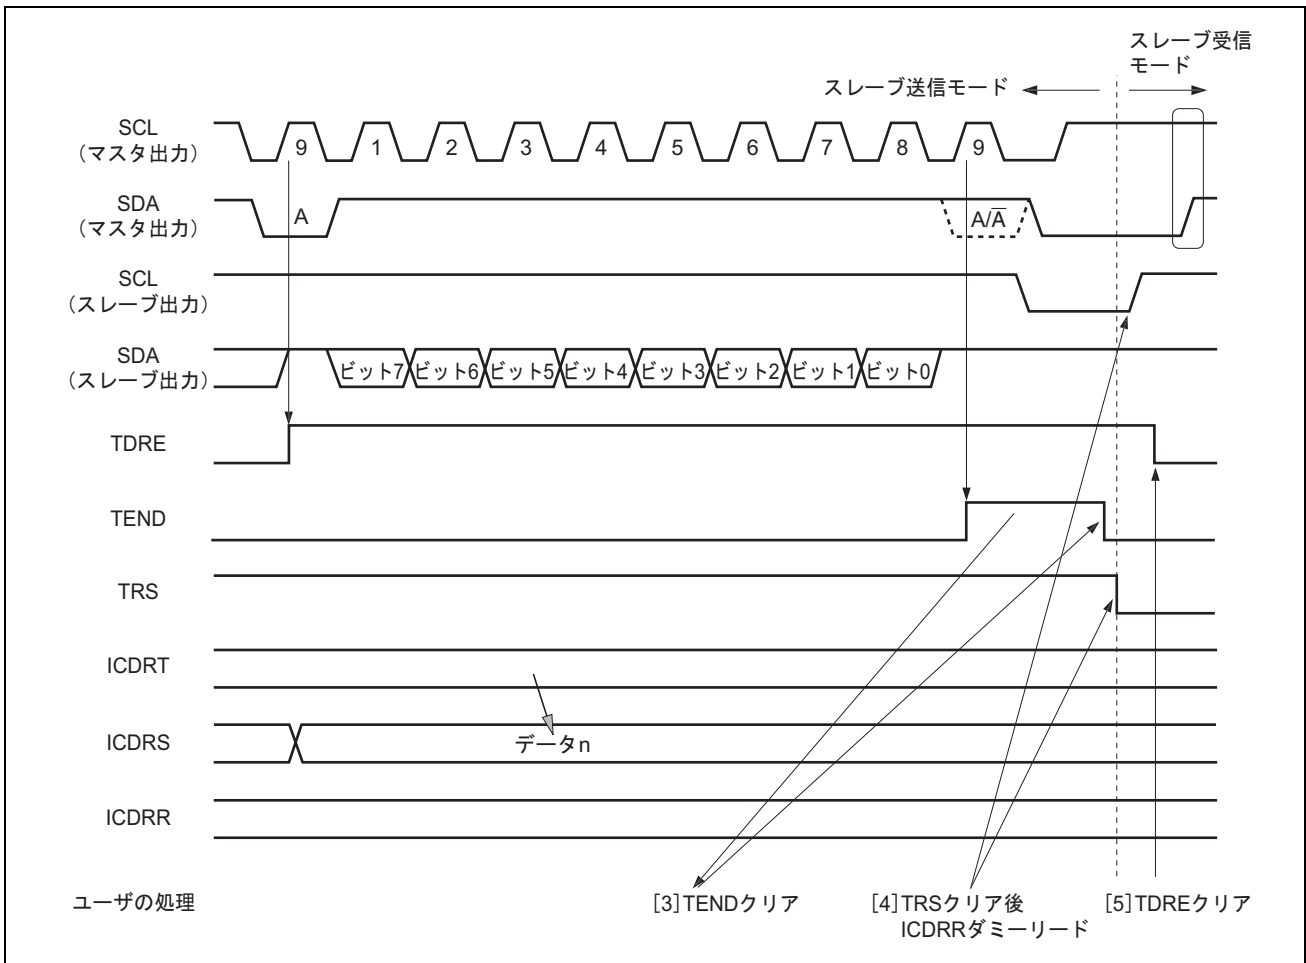 スレーブ受信
モード
スレーブ送信モード
SCL
（マスタ出力）
9 1 2 3 4 5 6 7 8 9
SDA
（マスタ出力）
A A/A̅
SCL
（スレーブ出力）
SDA
（スレーブ出力）
ビット7 ビット6 ビット5 ビット4 ビット3 ビット2 ビット1 ビット0
TDRE
TEND
TRS
ICDRT
ICDRS
データn
ICDRR
ユーザの処理
[3]TENDクリア
[4]TRSクリア後
ICDRRダミーリード
[5]TDREクリア